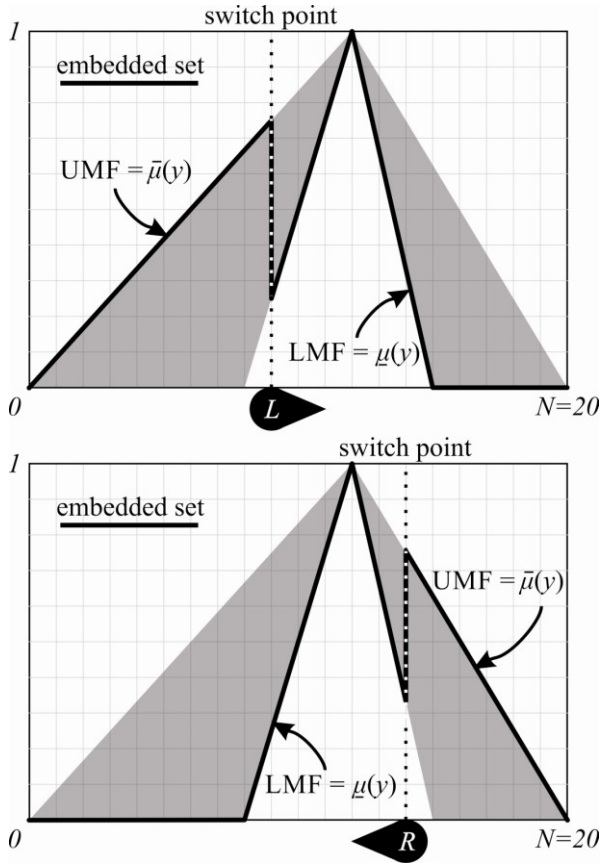 switch point
1
embedded set
UMF = μ̄(y)
LMF = μ̲(y)
0
L
N=20
switch point
1
embedded set
UMF = μ̄(y)
LMF = μ̲(y)
0
R
N=20